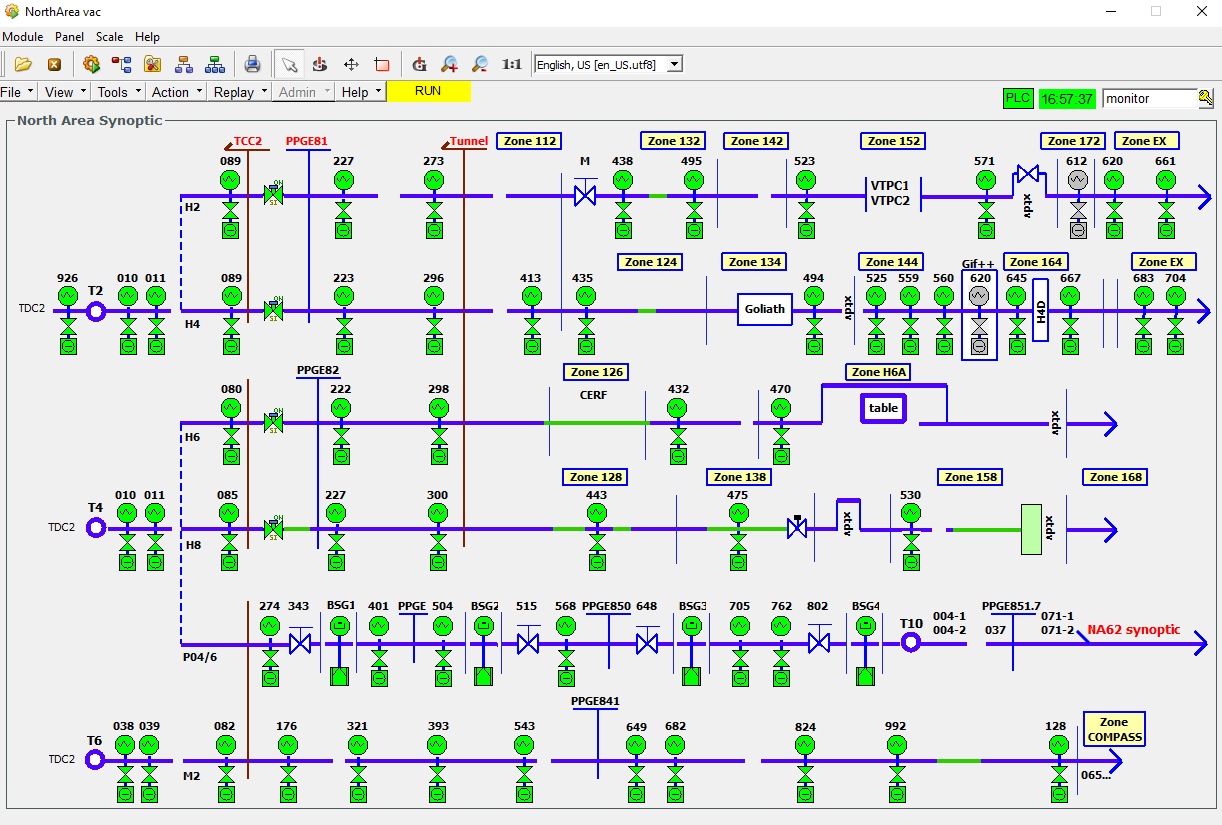 NorthArea vac
Module Panel Scale Help
1:1 English, US [en_US.utf8]
File View Tools Action Replay Admin Help RUN
PLC 16:57:37 monitor
North Area Synoptic
TCC2 PPGE81 Tunnel Zone 112 Zone 132 Zone 142 Zone 152 Zone 172 Zone EX
089 227 273 M 438 495 523 571 612 620 661
ON
SI
VTPC1
VTPC2
xtdv
H2
Zone 124 Zone 134 Zone 144 Gif++ Zone 164 Zone EX
926 010 011 089 223 296 413 435 494 525 559 560 620 645 667 683 704
TDC2 T2
ON
SI
Goliath
xtdv
H4D
H4
PPGE82 Zone 126 Zone H6A
080 222 298 CERF 432 470
ON
SI
table
xtdv
H6
Zone 128 Zone 138 Zone 158 Zone 168
010 011 085 227 300 443 475 530
TDC2 T4
ON
SI
xtdv
xtdv
H8
274 343 BSG1 401 PPGE 504 BSG2 515 568 PPGE850 648 BSG3 705 762 802 BSG4 PPGE851.7
T10 004-1
004-2
037
071-1
071-2
NA62 synoptic
P04/6
PPGE841
038 039 082 176 321 393 543 649 682 824 992 128
Zone
COMPASS
TDC2 T6
M2
065...